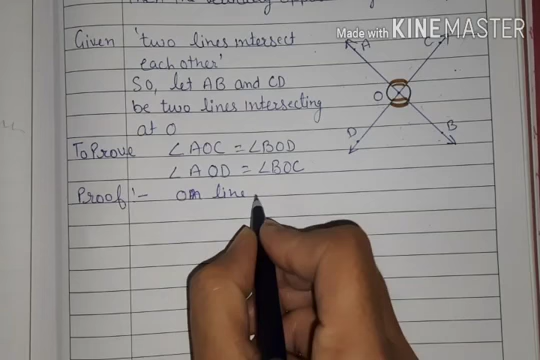 Made with KINEMASTER
Given 'two lines intersect
each other'
So, let AB and CD
be two lines intersecting
at O
To Prove ∠AOC = ∠BOD
∠AOD = ∠BOC
Proof :- On line
A
C
O
D
B